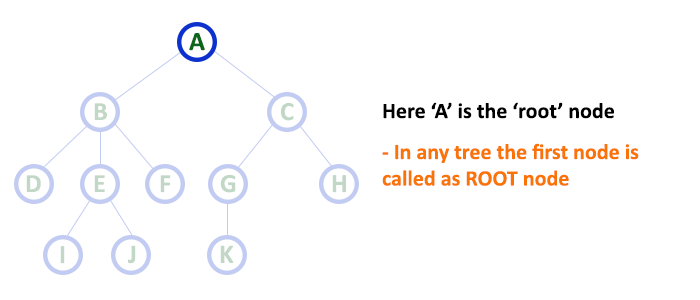 A
B C
Here ‘A’ is the ‘root’ node
- In any tree the first node is
called as ROOT node
D E F G H
I J K